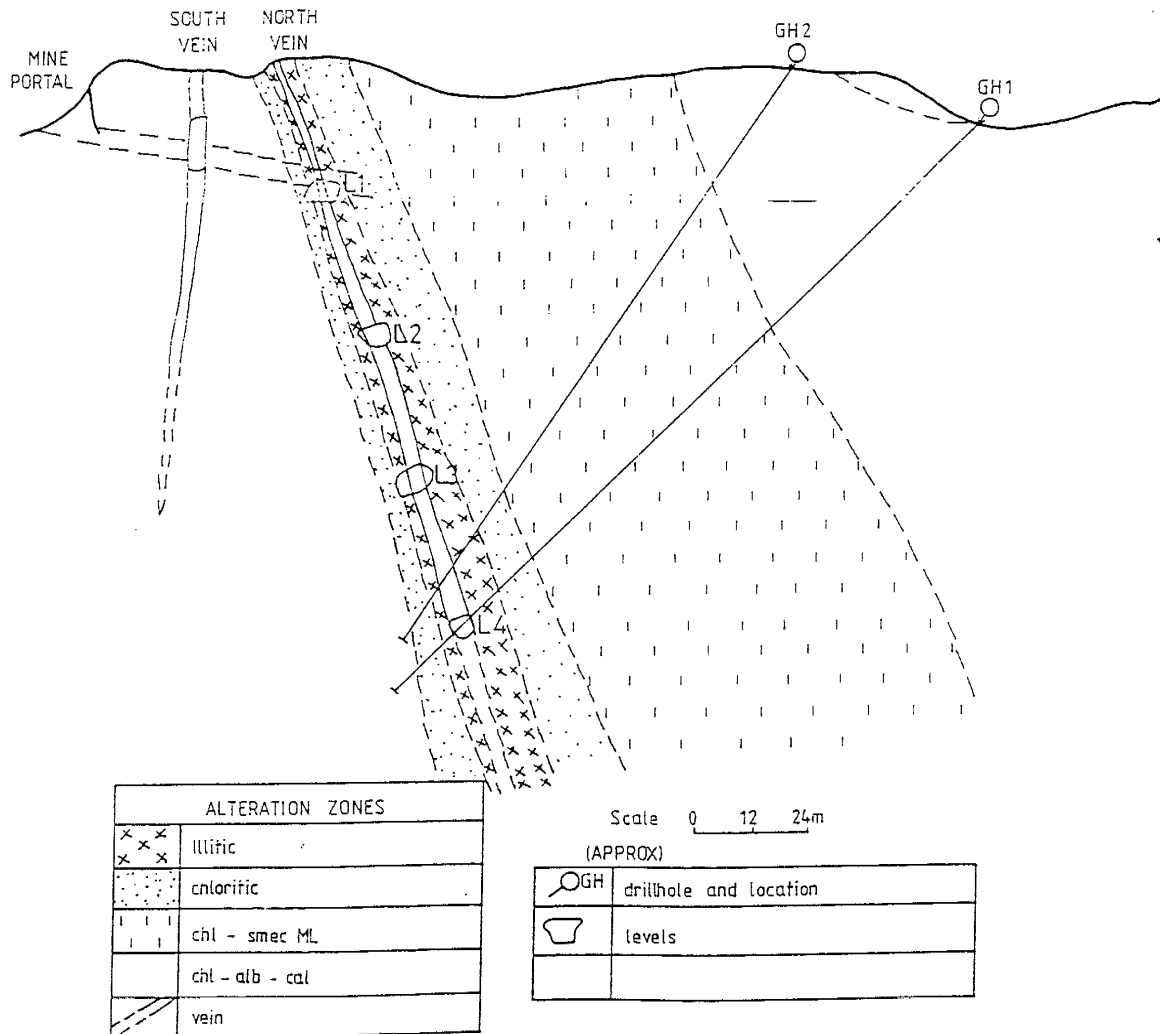 SOUTH
VEIN
NORTH
VEIN
MINE
PORTAL
GH2
GH1
L1
L2
L3
L4
ALTERATION ZONES
Illitic
chloritic
chl - smec ML
chl - alb - cal
vein
Scale 0 12 24m
(APPROX)
GH drillhole and location
levels